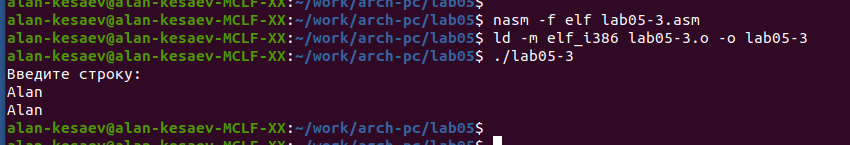 alan-kesaev@alan-kesaev-MCLF-XX:~/work/arch-pc/lab05$ nasm -f elf lab05-3.asm
alan-kesaev@alan-kesaev-MCLF-XX:~/work/arch-pc/lab05$ ld -m elf_i386 lab05-3.o -o lab05-3
alan-kesaev@alan-kesaev-MCLF-XX:~/work/arch-pc/lab05$ ./lab05-3
Введите строку:
Alan
Alan
alan-kesaev@alan-kesaev-MCLF-XX:~/work/arch-pc/lab05$
alan-kesaev@alan-kesaev-MCLF-XX:~/work/arch-pc/lab05$